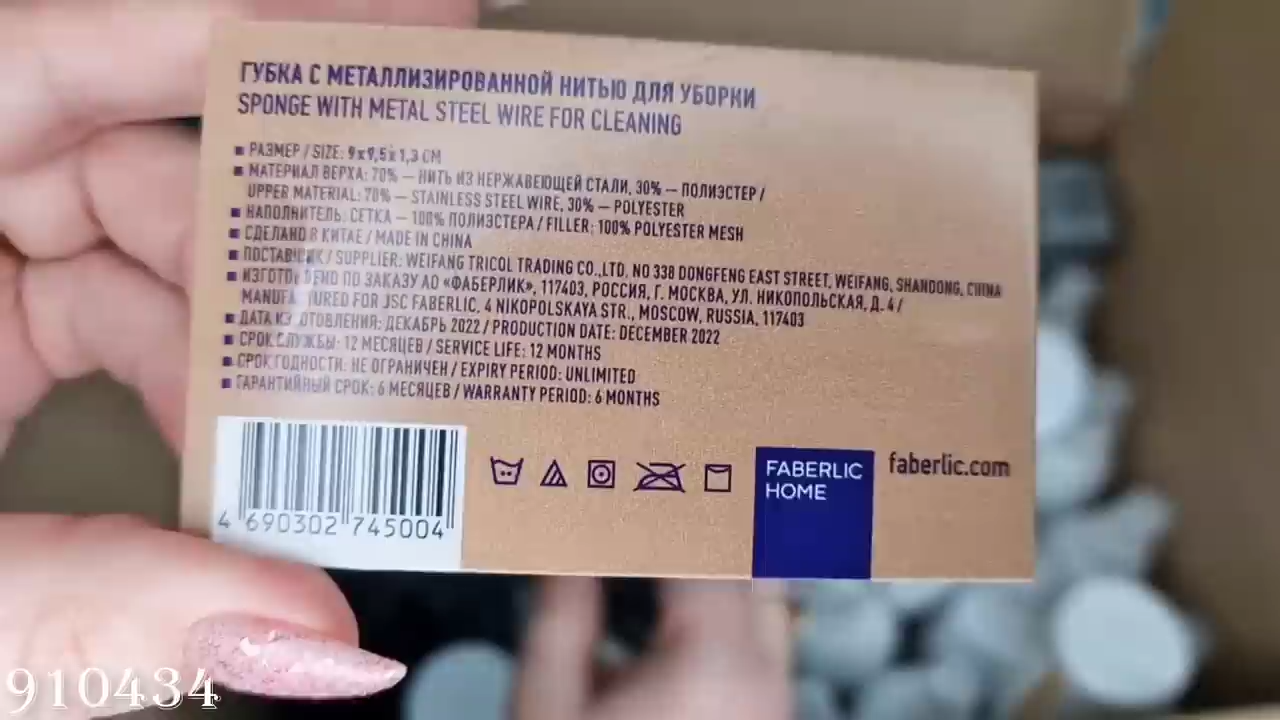 ГУБКА С МЕТАЛЛИЗИРОВАННОЙ НИТЬЮ ДЛЯ УБОРКИ
SPONGE WITH METAL STEEL WIRE FOR CLEANING
▪ РАЗМЕР / SIZE: 9x9,5x1,3 СМ
▪ МАТЕРИАЛ ВЕРХА: 70% — НИТЬ ИЗ НЕРЖАВЕЮЩЕЙ СТАЛИ, 30% — ПОЛИЭСТЕР /
UPPER MATERIAL: 70% — STAINLESS STEEL WIRE, 30% — POLYESTER
▪ НАПОЛНИТЕЛЬ: СЕТКА — 100% ПОЛИЭСТЕРА / FILLER: 100% POLYESTER MESH
▪ СДЕЛАНО В КИТАЕ / MADE IN CHINA
▪ ПОСТАВЩИК / SUPPLIER: WEIFANG TRICOL TRADING CO.,LTD, NO 338 DONGFENG EAST STREET, WEIFANG, SHANDONG, CHINA
▪ ПО ЗАКАЗУ АО «ФАБЕРЛИК», 117403, РОССИЯ, Г. МОСКВА, УЛ. НИКОПОЛЬСКАЯ, Д. 4 /
FOR JSC FABERLIC, 4 NIKOPOLSKAYA STR., MOSCOW, RUSSIA, 117403
▪ ДАТА ИЗГОТОВЛЕНИЯ: ДЕКАБРЬ 2022 / PRODUCTION DATE: DECEMBER 2022
▪ СРОК СЛУЖБЫ: 12 МЕСЯЦЕВ / SERVICE LIFE: 12 MONTHS
▪ СРОК ГОДНОСТИ: НЕ ОГРАНИЧЕН / EXPIRY PERIOD: UNLIMITED
▪ ГАРАНТИЙНЫЙ СРОК: 6 МЕСЯЦЕВ / WARRANTY PERIOD: 6 MONTHS
4 690302 745004
FABERLIC
HOME
faberlic.com
910434